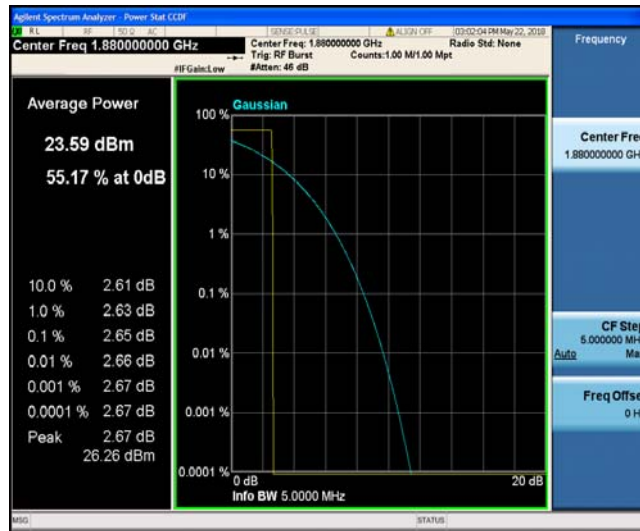 Agilent Spectrum Analyzer - Power Stat CCDF
RL RF 50 Ω AC SENSE:PULSE ALIGN OFF 03:02:04 PM May 22, 2018
Center Freq 1.880000000 GHz
Center Freq: 1.880000000 GHz Radio Std: None
Trig: RF Burst Counts:1.00 M/1.00 Mpt
#IFGain:Low #Atten: 46 dB
Frequency
Average Power
23.59 dBm
55.17 % at 0dB
10.0 % 2.61 dB
1.0 % 2.63 dB
0.1 % 2.65 dB
0.01 % 2.66 dB
0.001 % 2.67 dB
0.0001 % 2.67 dB
Peak 2.67 dB
26.26 dBm
Gaussian
100 %
10 %
1 %
0.1 %
0.01 %
0.001 %
0.0001 %
0 dB 20 dB
Info BW 5.0000 MHz
Center Fre
1.880000000 GH
CF Step
5.000000 MH
Auto Ma
Freq Offse
0 H
MSG STATUS